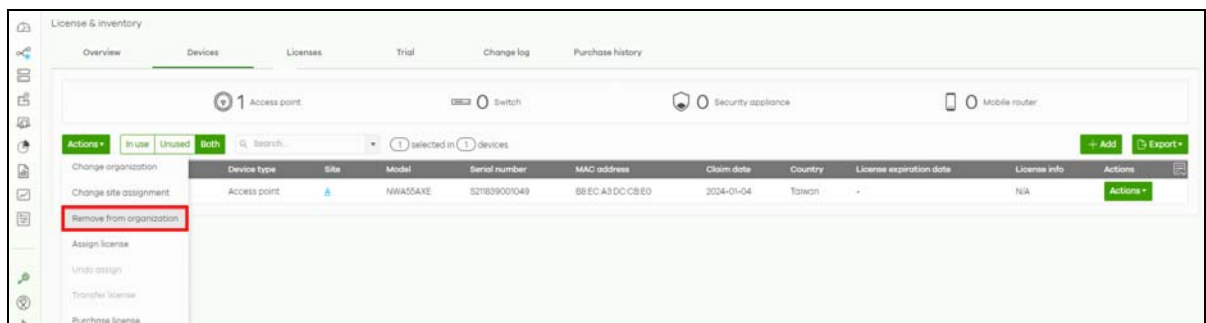 License & inventory
Overview Devices Licenses Trial Change log Purchase history
1 Access point 0 Switch 0 Security appliance 0 Mobile router
Actions In use Unused Both Search... 1 selected in 1 devices + Add Export
Change organization Device type Site Model Serial number MAC address Claim date Country License expiration date License info Actions
Change site assignment Access point A NWA55AXE S211839001049 B8:EC:A3:DC:CB:E0 2024-01-04 Taiwan - N/A Actions
Remove from organization
Assign license
Undo assign
Transfer license
Purchase license